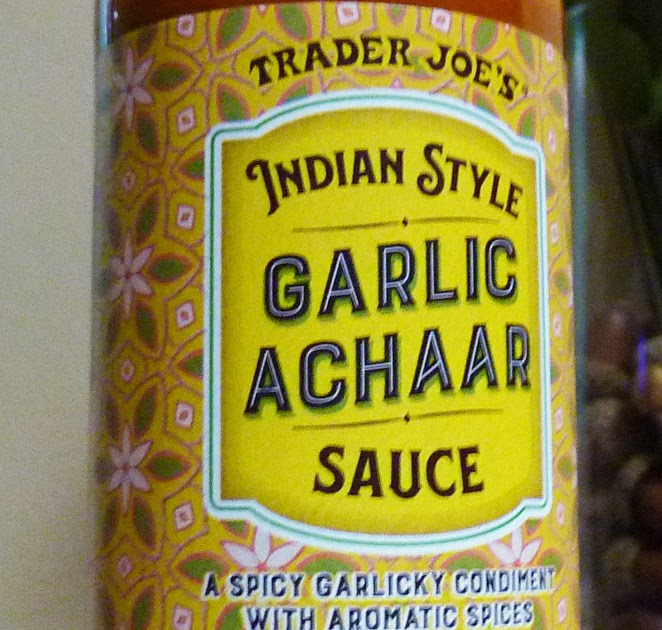 TRADER JOE'S
INDIAN STYLE
GARLIC
ACHAAR
SAUCE
A SPICY GARLICKY CONDIMENT
WITH AROMATIC SPICES